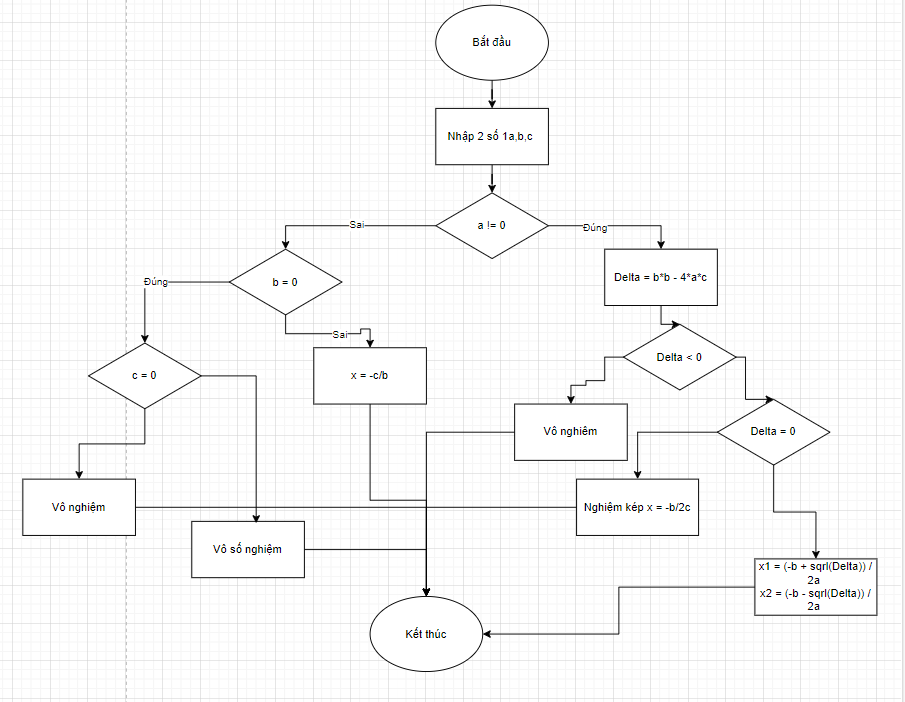 Bắt đầu
Nhập 2 số 1a,b,c
a != 0
Sai
Đúng
b = 0
Delta = b*b - 4*a*c
Đúng
Sai
Delta < 0
c = 0
x = -c/b
Vô nghiệm
Delta = 0
Vô nghiệm
Nghiệm kép x = -b/2c
Vô số nghiệm
x1 = (-b + sqrl(Delta)) /
2a
x2 = (-b - sqrl(Delta)) /
2a
Kết thúc